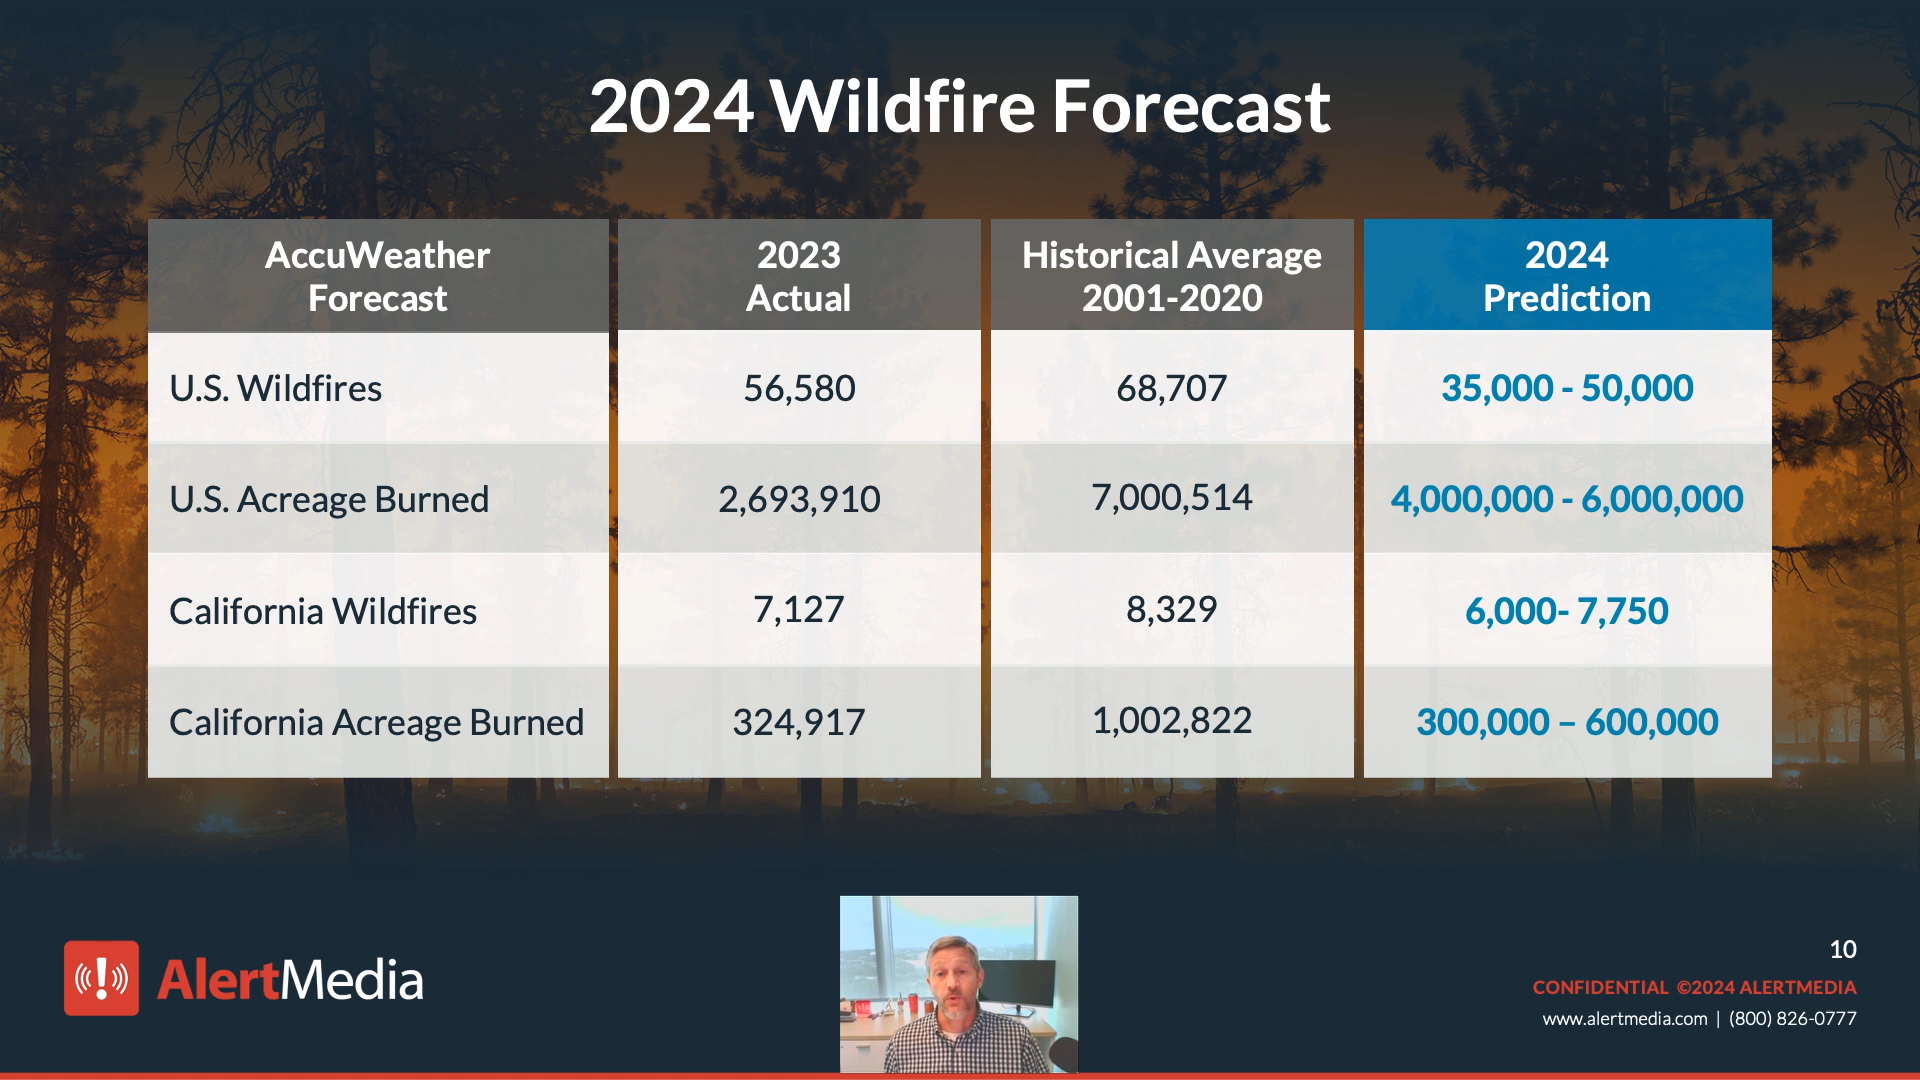 2024 Wildfire Forecast
AccuWeather
Forecast
2023
Actual
Historical Average
2001-2020
2024
Prediction
U.S. Wildfires
56,580
68,707
35,000 - 50,000
U.S. Acreage Burned
2,693,910
7,000,514
4,000,000 - 6,000,000
California Wildfires
7,127
8,329
6,000- 7,750
California Acreage Burned
324,917
1,002,822
300,000 – 600,000
AlertMedia
10
CONFIDENTIAL ©2024 ALERTMEDIA
www.alertmedia.com | (800) 826-0777